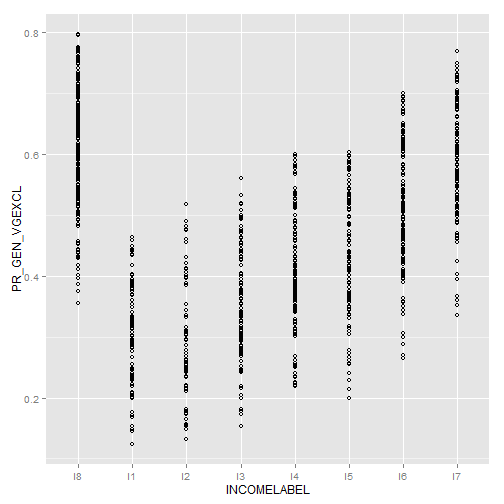 0.8
0.6
0.4
0.2
PR_GEN_VGEXCL
I8 I1 I2 I3 I4 I5 I6 I7
INCOMELABEL